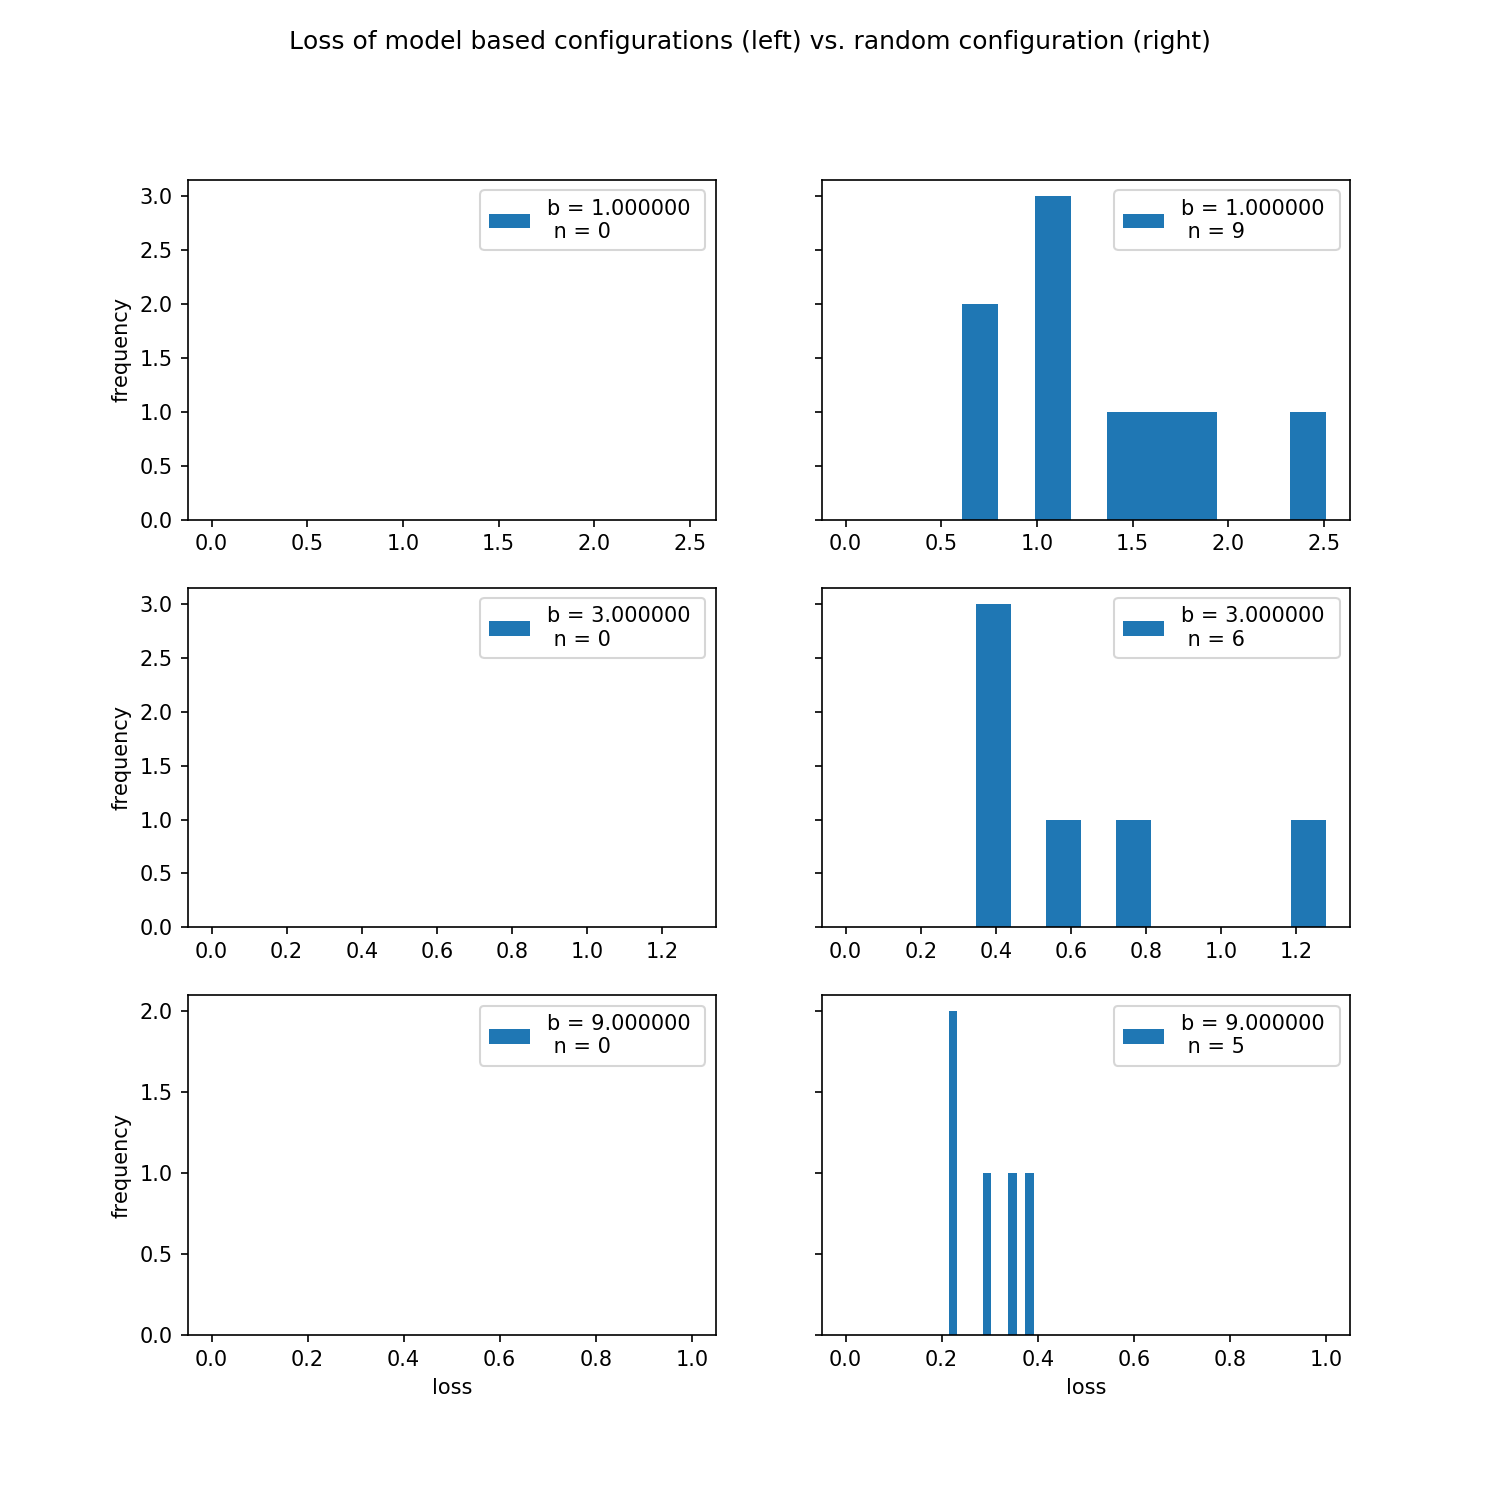 Loss of model based configurations (left) vs. random configuration (right)
frequency
3.0
2.5
2.0
1.5
1.0
0.5
0.0
b = 1.000000
n = 0
0.0 0.5 1.0 1.5 2.0 2.5
b = 1.000000
n = 9
0.0 0.5 1.0 1.5 2.0 2.5
frequency
3.0
2.5
2.0
1.5
1.0
0.5
0.0
b = 3.000000
n = 0
0.0 0.2 0.4 0.6 0.8 1.0 1.2
b = 3.000000
n = 6
0.0 0.2 0.4 0.6 0.8 1.0 1.2
frequency
2.0
1.5
1.0
0.5
0.0
b = 9.000000
n = 0
0.0 0.2 0.4 0.6 0.8 1.0
loss
b = 9.000000
n = 5
0.0 0.2 0.4 0.6 0.8 1.0
loss